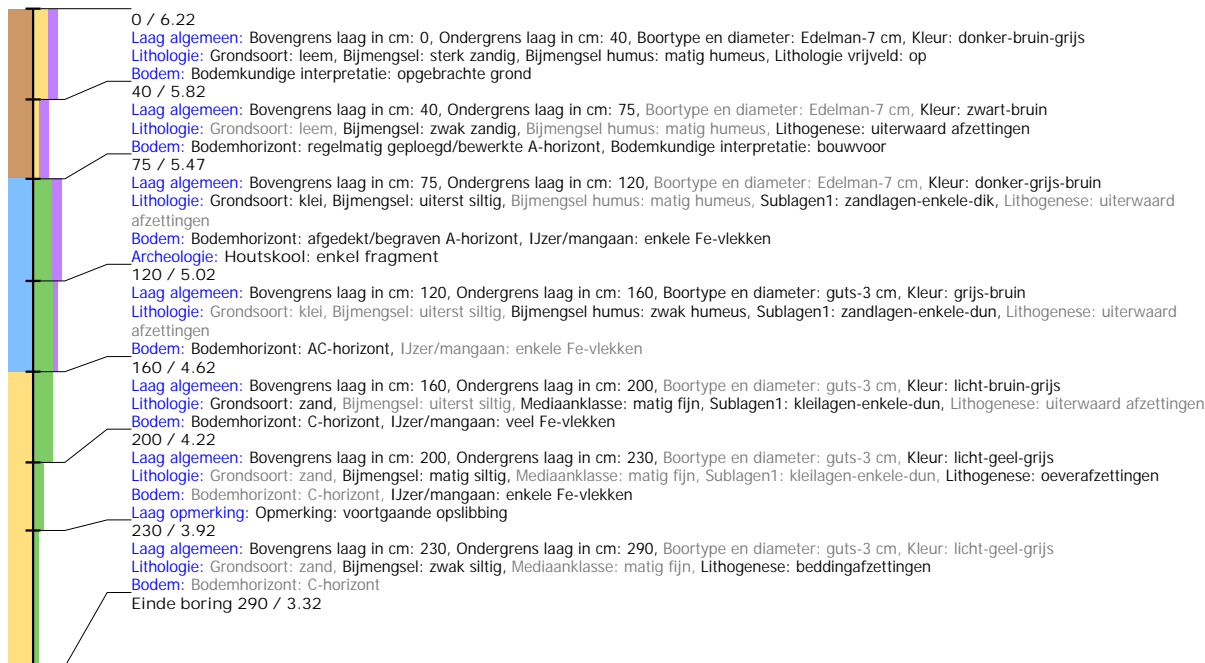 0 / 6.22
Laag algemeen: Bovengrens laag in cm: 0, Ondergrens laag in cm: 40, Boortype en diameter: Edelman-7 cm, Kleur: donker-bruin-grijs
Lithologie: Grondsoort: leem, Bijmengsel: sterk zandig, Bijmengsel humus: matig humeus, Lithologie vrijveld: op
Bodem: Bodemkundige interpretatie: opgebrachte grond
40 / 5.82
Laag algemeen: Bovengrens laag in cm: 40, Ondergrens laag in cm: 75, Boortype en diameter: Edelman-7 cm, Kleur: zwart-bruin
Lithologie: Grondsoort: leem, Bijmengsel: zwak zandig, Bijmengsel humus: matig humeus, Lithogenese: uiterwaard afzettingen
Bodem: Bodemhorizont: regelmatig geploegd/bewerkte A-horizont, Bodemkundige interpretatie: bouwvoor
75 / 5.47
Laag algemeen: Bovengrens laag in cm: 75, Ondergrens laag in cm: 120, Boortype en diameter: Edelman-7 cm, Kleur: donker-grijs-bruin
Lithologie: Grondsoort: klei, Bijmengsel: uiterst siltig, Bijmengsel humus: matig humeus, Sublagen1: zandlagen-enkele-dik, Lithogenese: uiterwaard
afzettingen
Bodem: Bodemhorizont: afgedekt/begraven A-horizont, IJzer/mangaan: enkele Fe-vlekken
Archeologie: Houtskool: enkel fragment
120 / 5.02
Laag algemeen: Bovengrens laag in cm: 120, Ondergrens laag in cm: 160, Boortype en diameter: guts-3 cm, Kleur: grijs-bruin
Lithologie: Grondsoort: klei, Bijmengsel: uiterst siltig, Bijmengsel humus: zwak humeus, Sublagen1: zandlagen-enkele-dun, Lithogenese: uiterwaard
afzettingen
Bodem: Bodemhorizont: AC-horizont, IJzer/mangaan: enkele Fe-vlekken
160 / 4.62
Laag algemeen: Bovengrens laag in cm: 160, Ondergrens laag in cm: 200, Boortype en diameter: guts-3 cm, Kleur: licht-bruin-grijs
Lithologie: Grondsoort: zand, Bijmengsel: uiterst siltig, Mediaanklasse: matig fijn, Sublagen1: kleilagen-enkele-dun, Lithogenese: uiterwaard afzettingen
Bodem: Bodemhorizont: C-horizont, IJzer/mangaan: veel Fe-vlekken
200 / 4.22
Laag algemeen: Bovengrens laag in cm: 200, Ondergrens laag in cm: 230, Boortype en diameter: guts-3 cm, Kleur: licht-geel-grijs
Lithologie: Grondsoort: zand, Bijmengsel: matig siltig, Mediaanklasse: matig fijn, Sublagen1: kleilagen-enkele-dun, Lithogenese: oeverafzettingen
Bodem: Bodemhorizont: C-horizont, IJzer/mangaan: enkele Fe-vlekken
Laag opmerking: Opmerking: voortgaande opslibbing
230 / 3.92
Laag algemeen: Bovengrens laag in cm: 230, Ondergrens laag in cm: 290, Boortype en diameter: guts-3 cm, Kleur: licht-geel-grijs
Lithologie: Grondsoort: zand, Bijmengsel: zwak siltig, Mediaanklasse: matig fijn, Lithogenese: beddingafzettingen
Bodem: Bodemhorizont: C-horizont
Einde boring 290 / 3.32